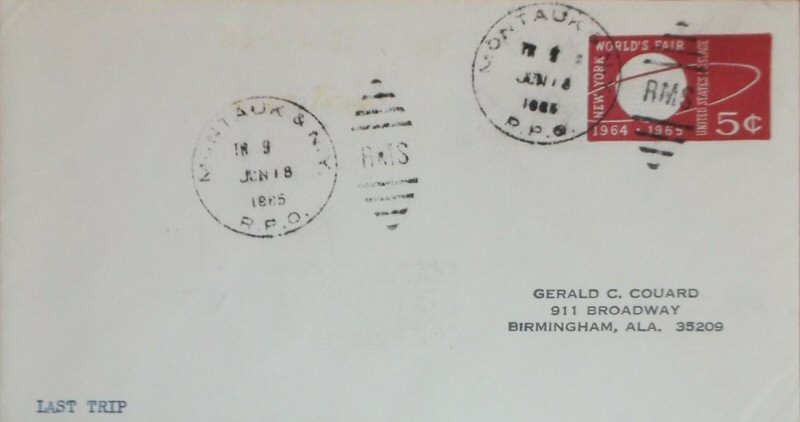 MONTAUK &
TR 9
JUN 18
1965
R.P.O.
RMS
NEW YORK
WORLD'S FAIR
1964 - 1965
UNITED STATES POSTAGE
5¢
MONTAUK & N.Y.
TR 9
JUN 18
1965
R.P.O.
RMS
GERALD C. COUARD
911 BROADWAY
BIRMINGHAM, ALA. 35209
LAST TRIP